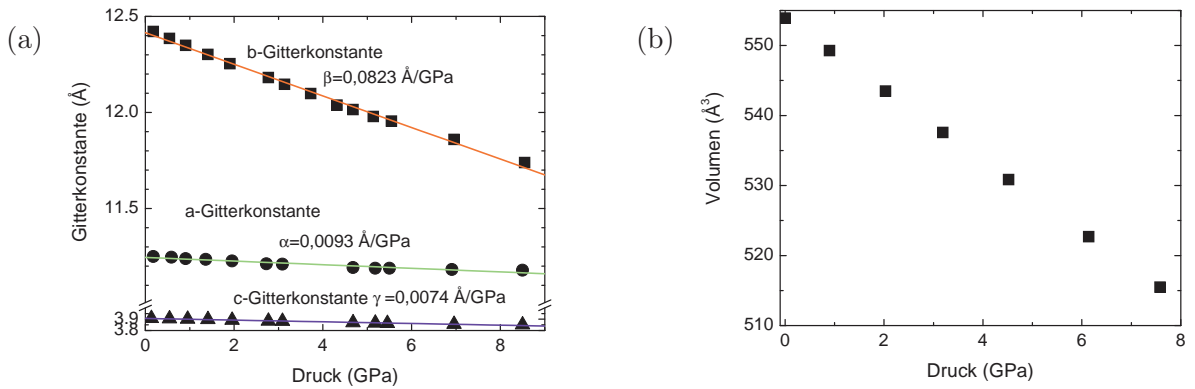 (a)
12.5
12.0
11.5
3.9
3.8
Gitterkonstante (Å)
b-Gitterkonstante
β=0,0823 Å/GPa
a-Gitterkonstante
α=0,0093 Å/GPa
c-Gitterkonstante γ =0,0074 Å/GPa
0 2 4 6 8
Druck (GPa)
(b)
550
540
530
520
510
Volumen (Å³)
0 2 4 6 8
Druck (GPa)